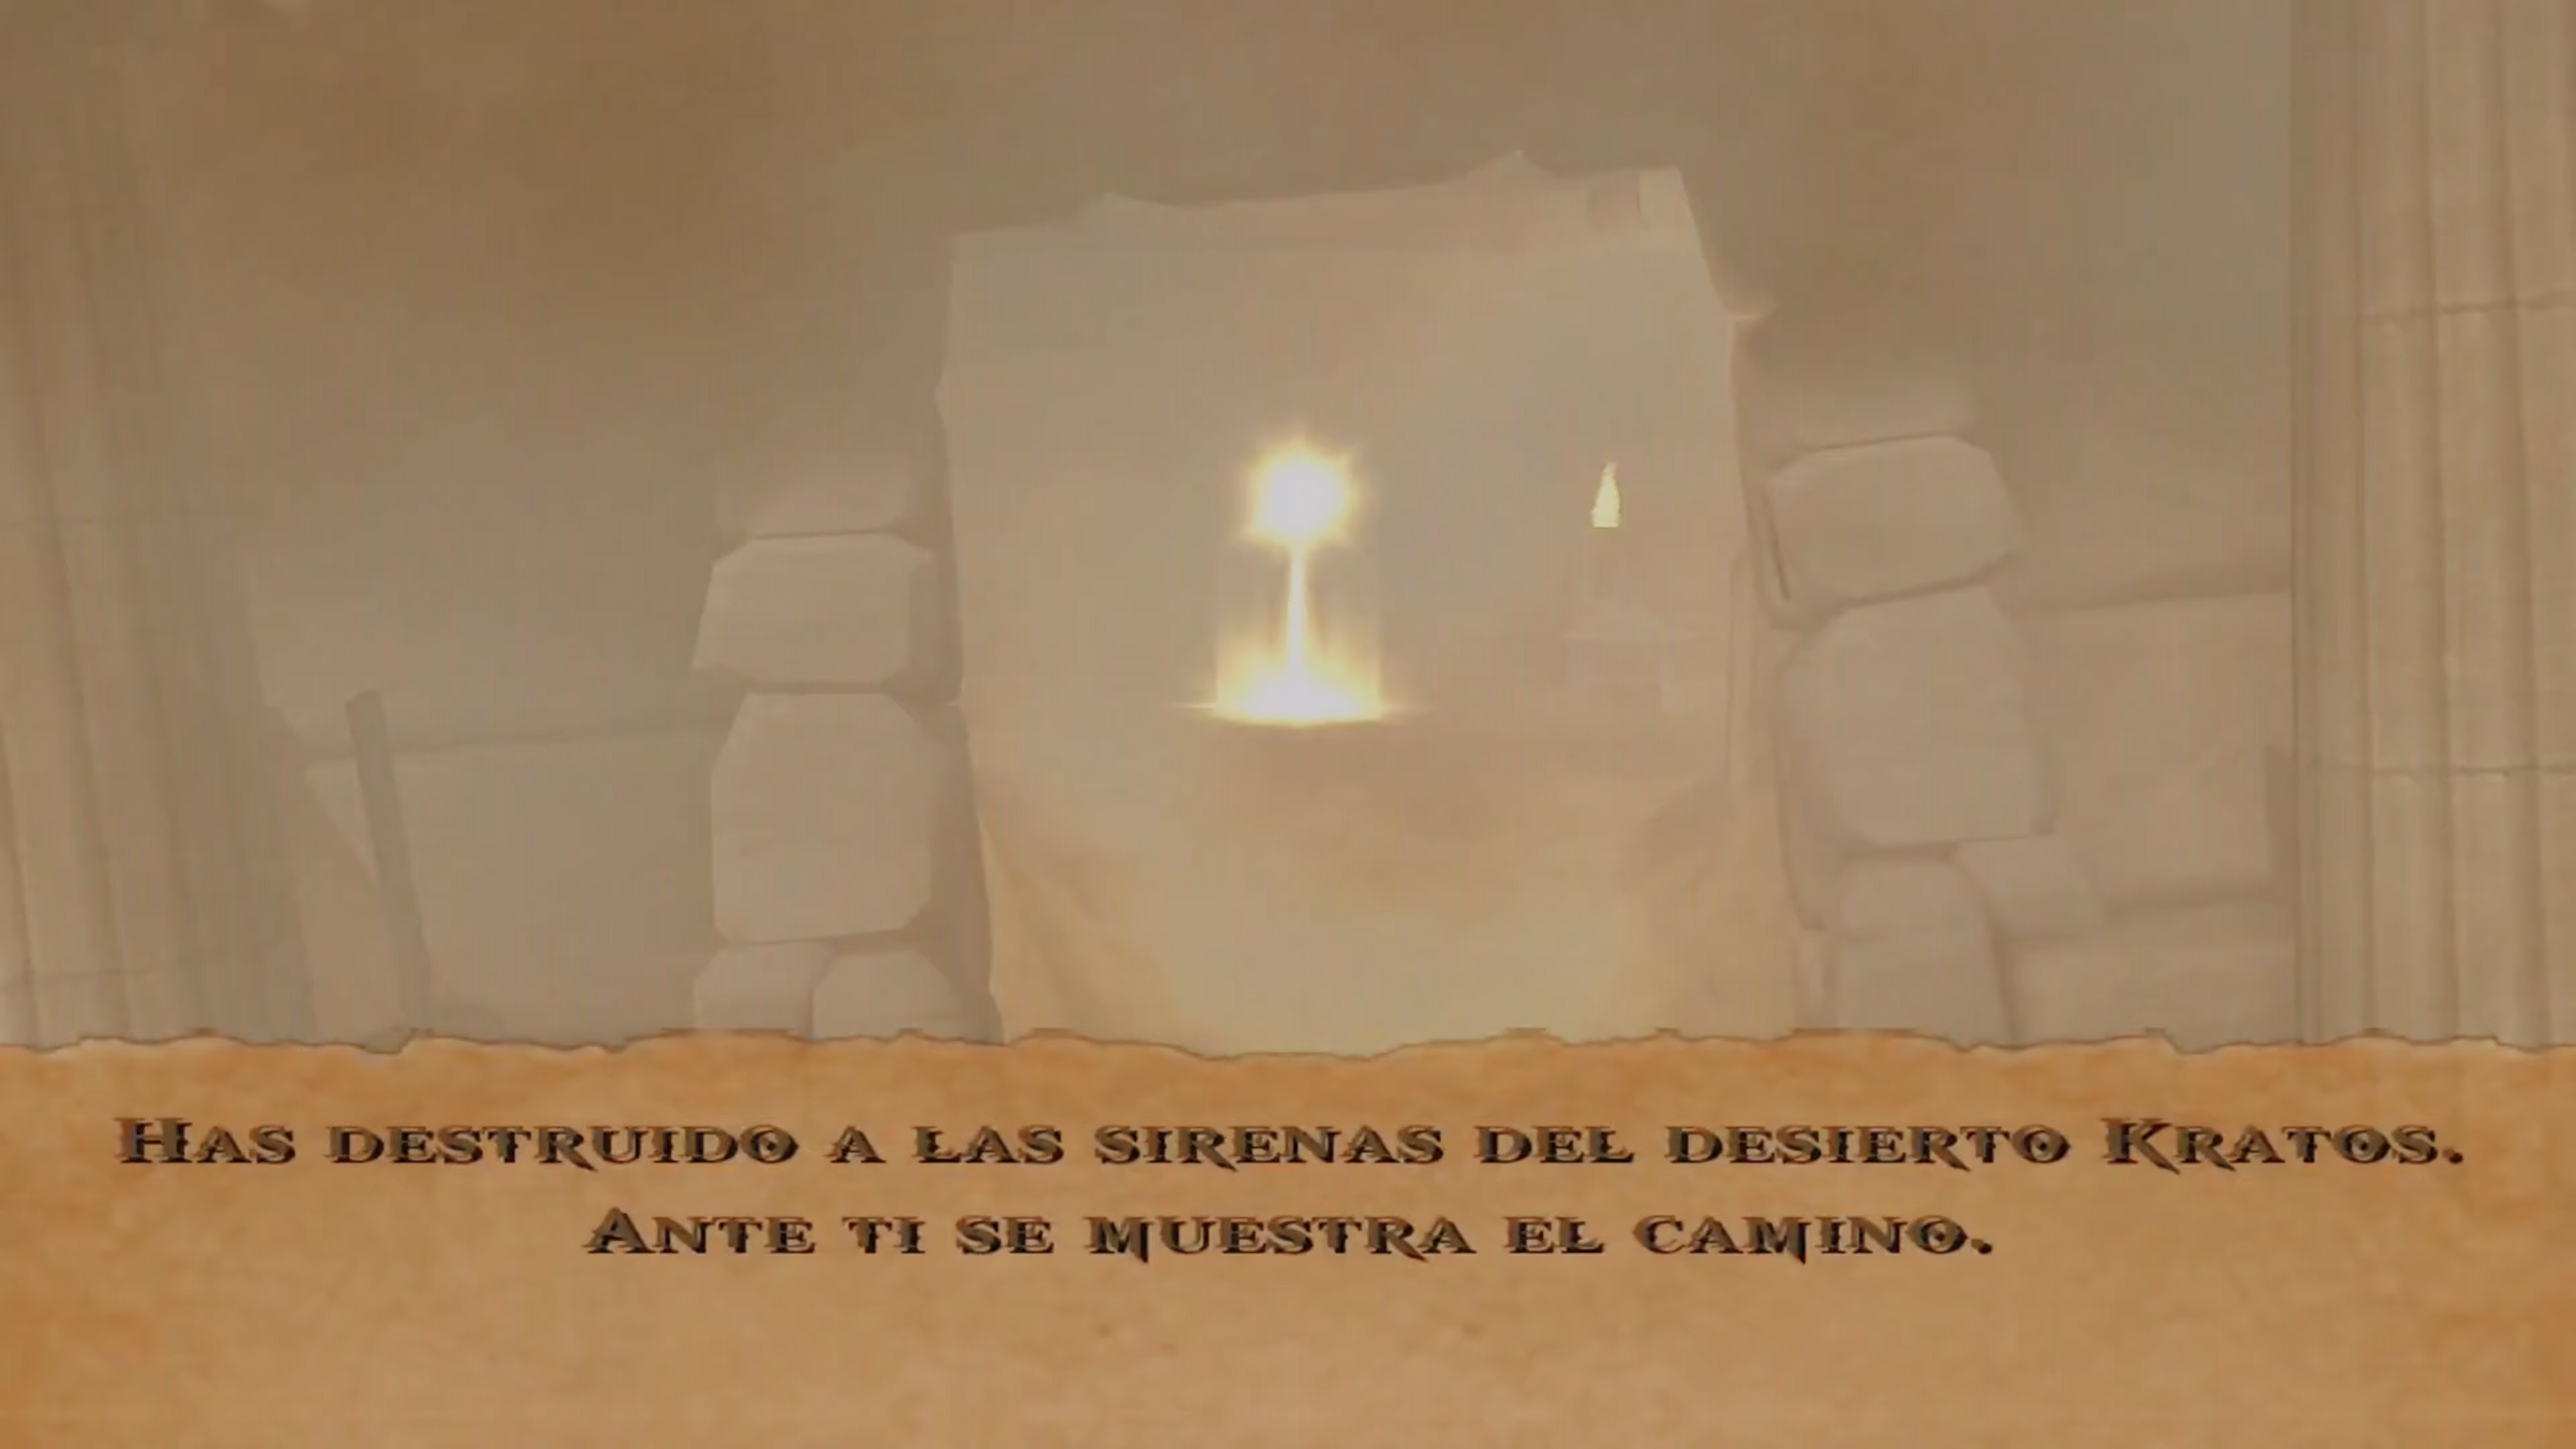 Has destruido a las sirenas del desierto Kratos.
Ante ti se muestra el camino.